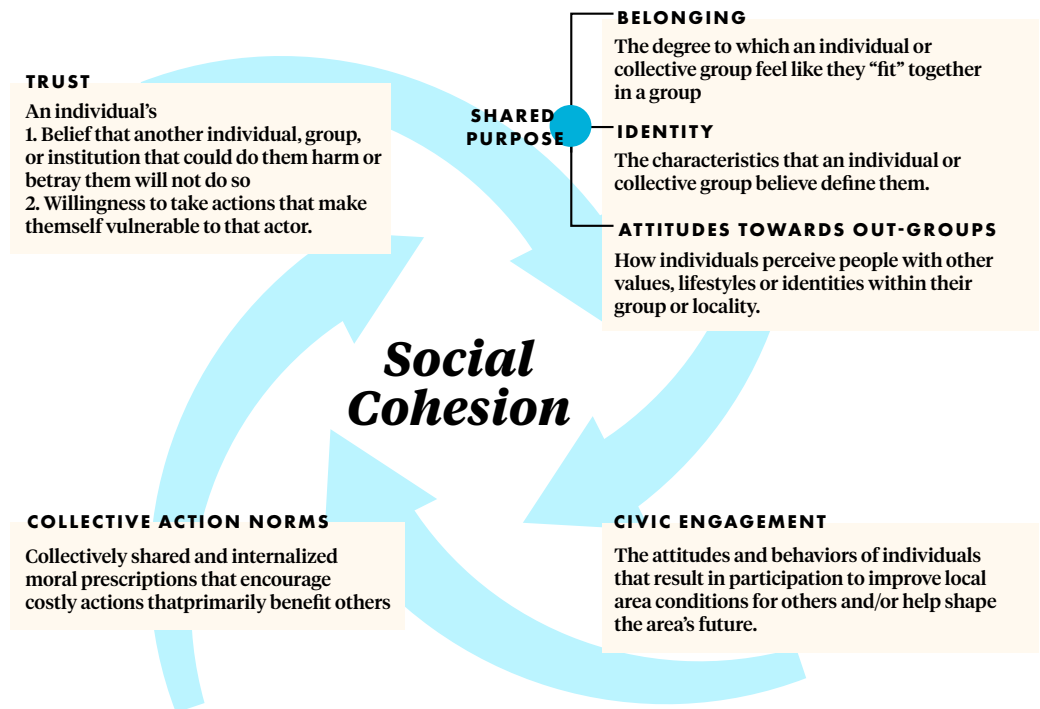 TRUST
An individual's
1. Belief that another individual, group,
or institution that could do them harm or
betray them will not do so
2. Willingness to take actions that make
themself vulnerable to that actor.
SHARED
PURPOSE
BELONGING
The degree to which an individual or
collective group feel like they “fit” together
in a group
IDENTITY
The characteristics that an individual or
collective group believe define them.
ATTITUDES TOWARDS OUT-GROUPS
How individuals perceive people with other
values, lifestyles or identities within their
group or locality.
Social
Cohesion
COLLECTIVE ACTION NORMS
Collectively shared and internalized
moral prescriptions that encourage
costly actions thatprimarily benefit others
CIVIC ENGAGEMENT
The attitudes and behaviors of individuals
that result in participation to improve local
area conditions for others and/or help shape
the area's future.